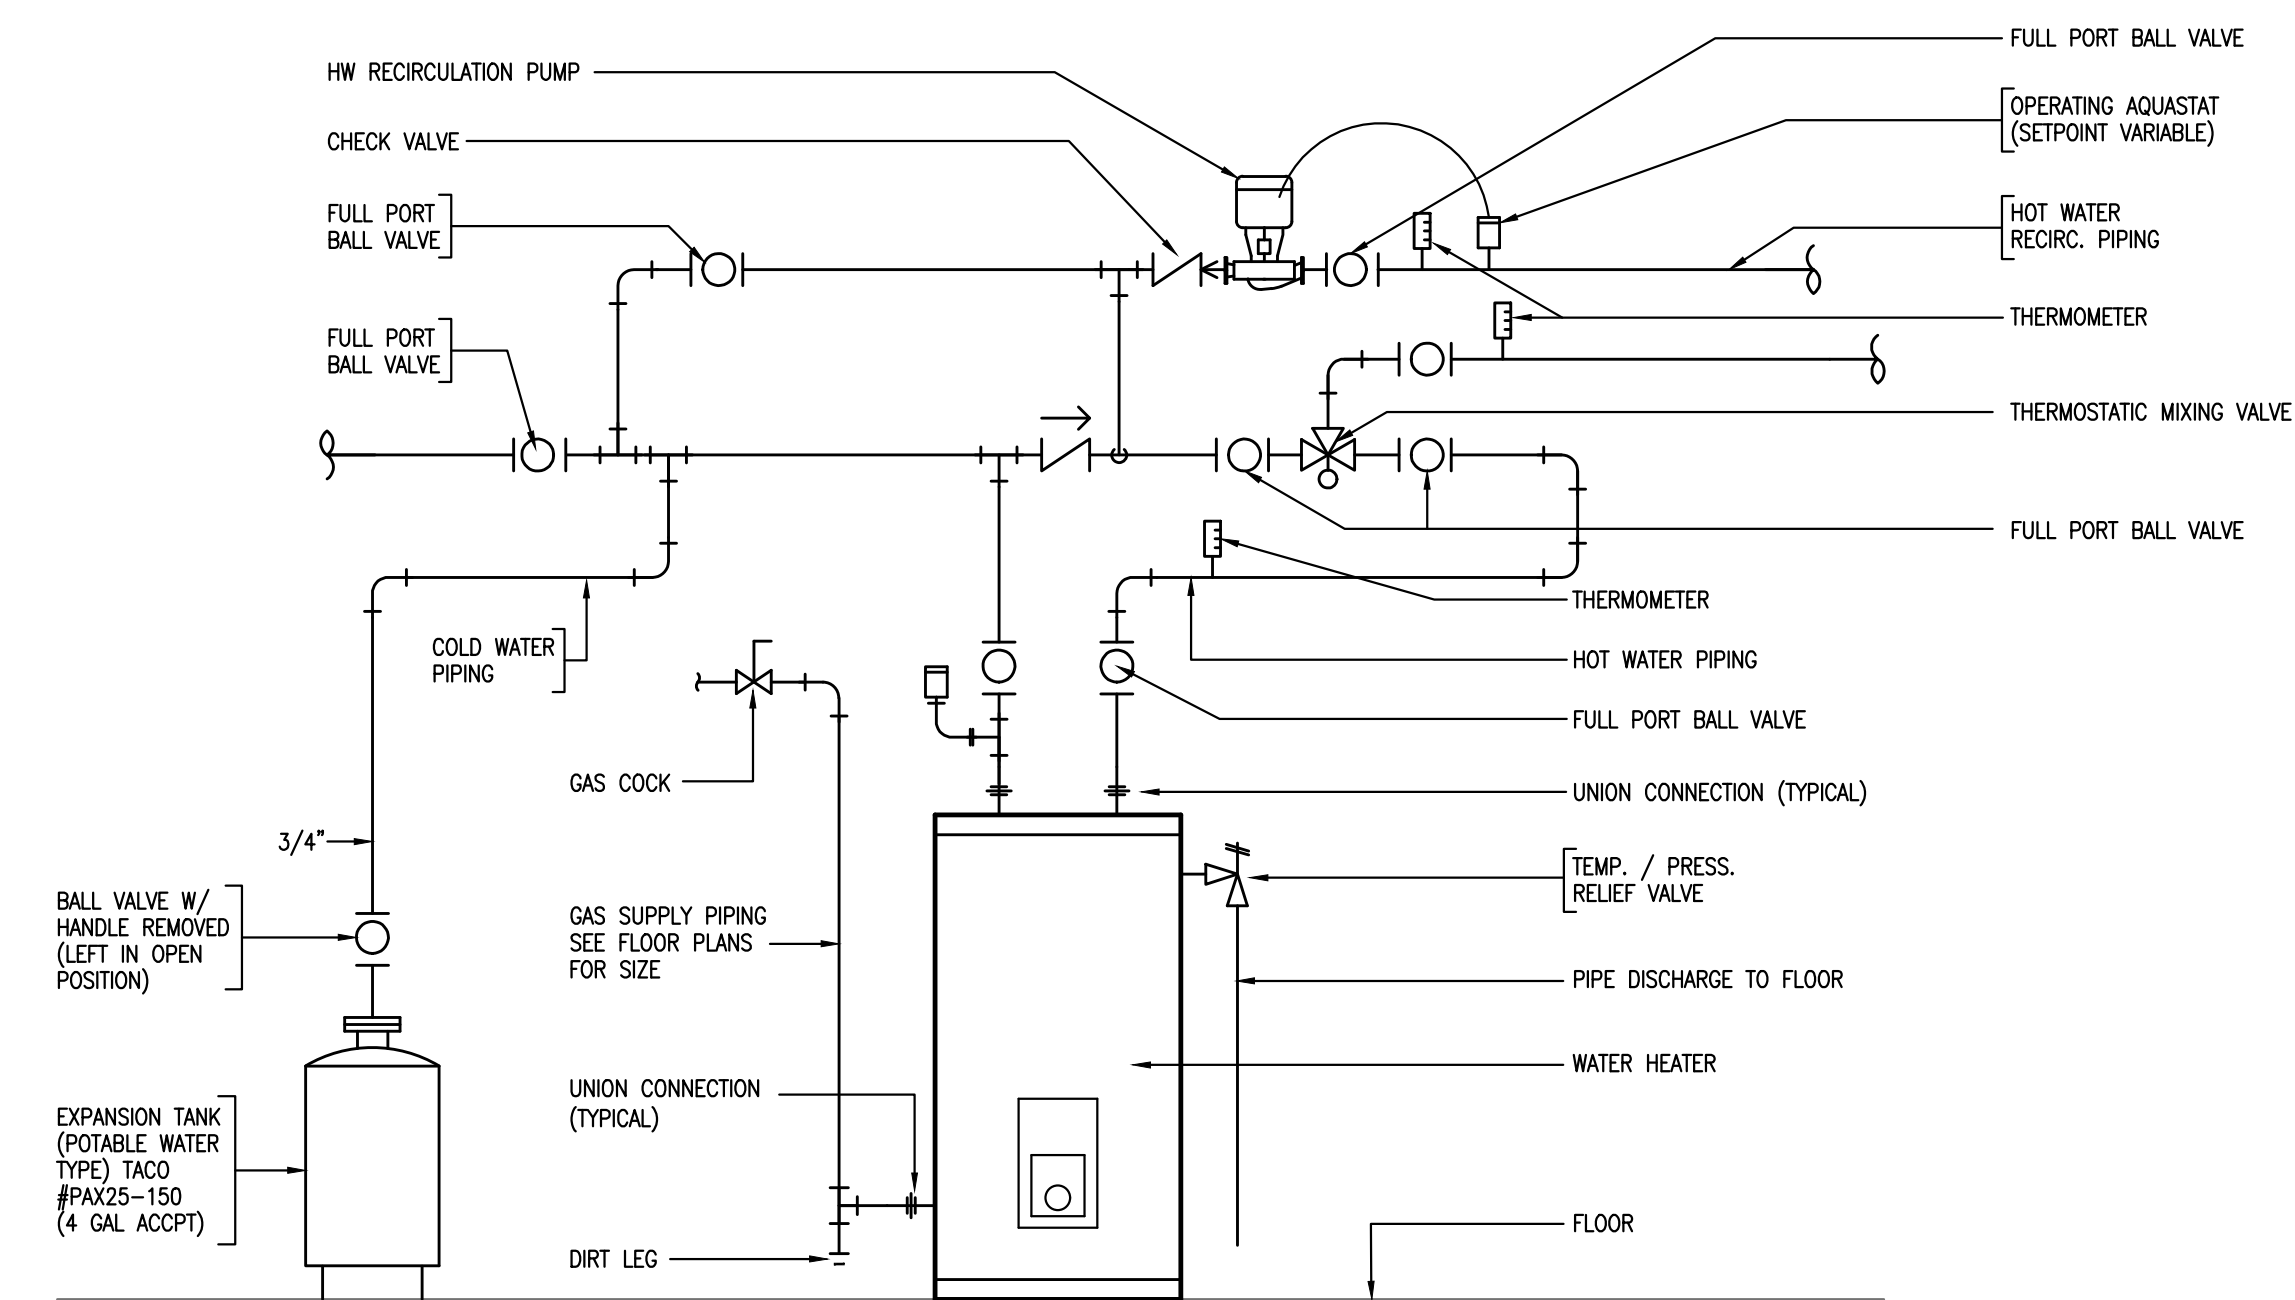 HW RECIRCULATION PUMP
CHECK VALVE
FULL PORT
BALL VALVE
FULL PORT
BALL VALVE
FULL PORT BALL VALVE
OPERATING AQUASTAT
(SETPOINT VARIABLE)
HOT WATER
RECIRC. PIPING
THERMOMETER
THERMOSTATIC MIXING VALVE
FULL PORT BALL VALVE
THERMOMETER
HOT WATER PIPING
FULL PORT BALL VALVE
UNION CONNECTION (TYPICAL)
TEMP. / PRESS.
RELIEF VALVE
PIPE DISCHARGE TO FLOOR
WATER HEATER
FLOOR
COLD WATER
PIPING
GAS COCK
3/4"
BALL VALVE W/
HANDLE REMOVED
(LEFT IN OPEN
POSITION)
GAS SUPPLY PIPING
SEE FLOOR PLANS
FOR SIZE
UNION CONNECTION
(TYPICAL)
EXPANSION TANK
(POTABLE WATER
TYPE) TACO
#PAX25-150
(4 GAL ACCPT)
DIRT LEG